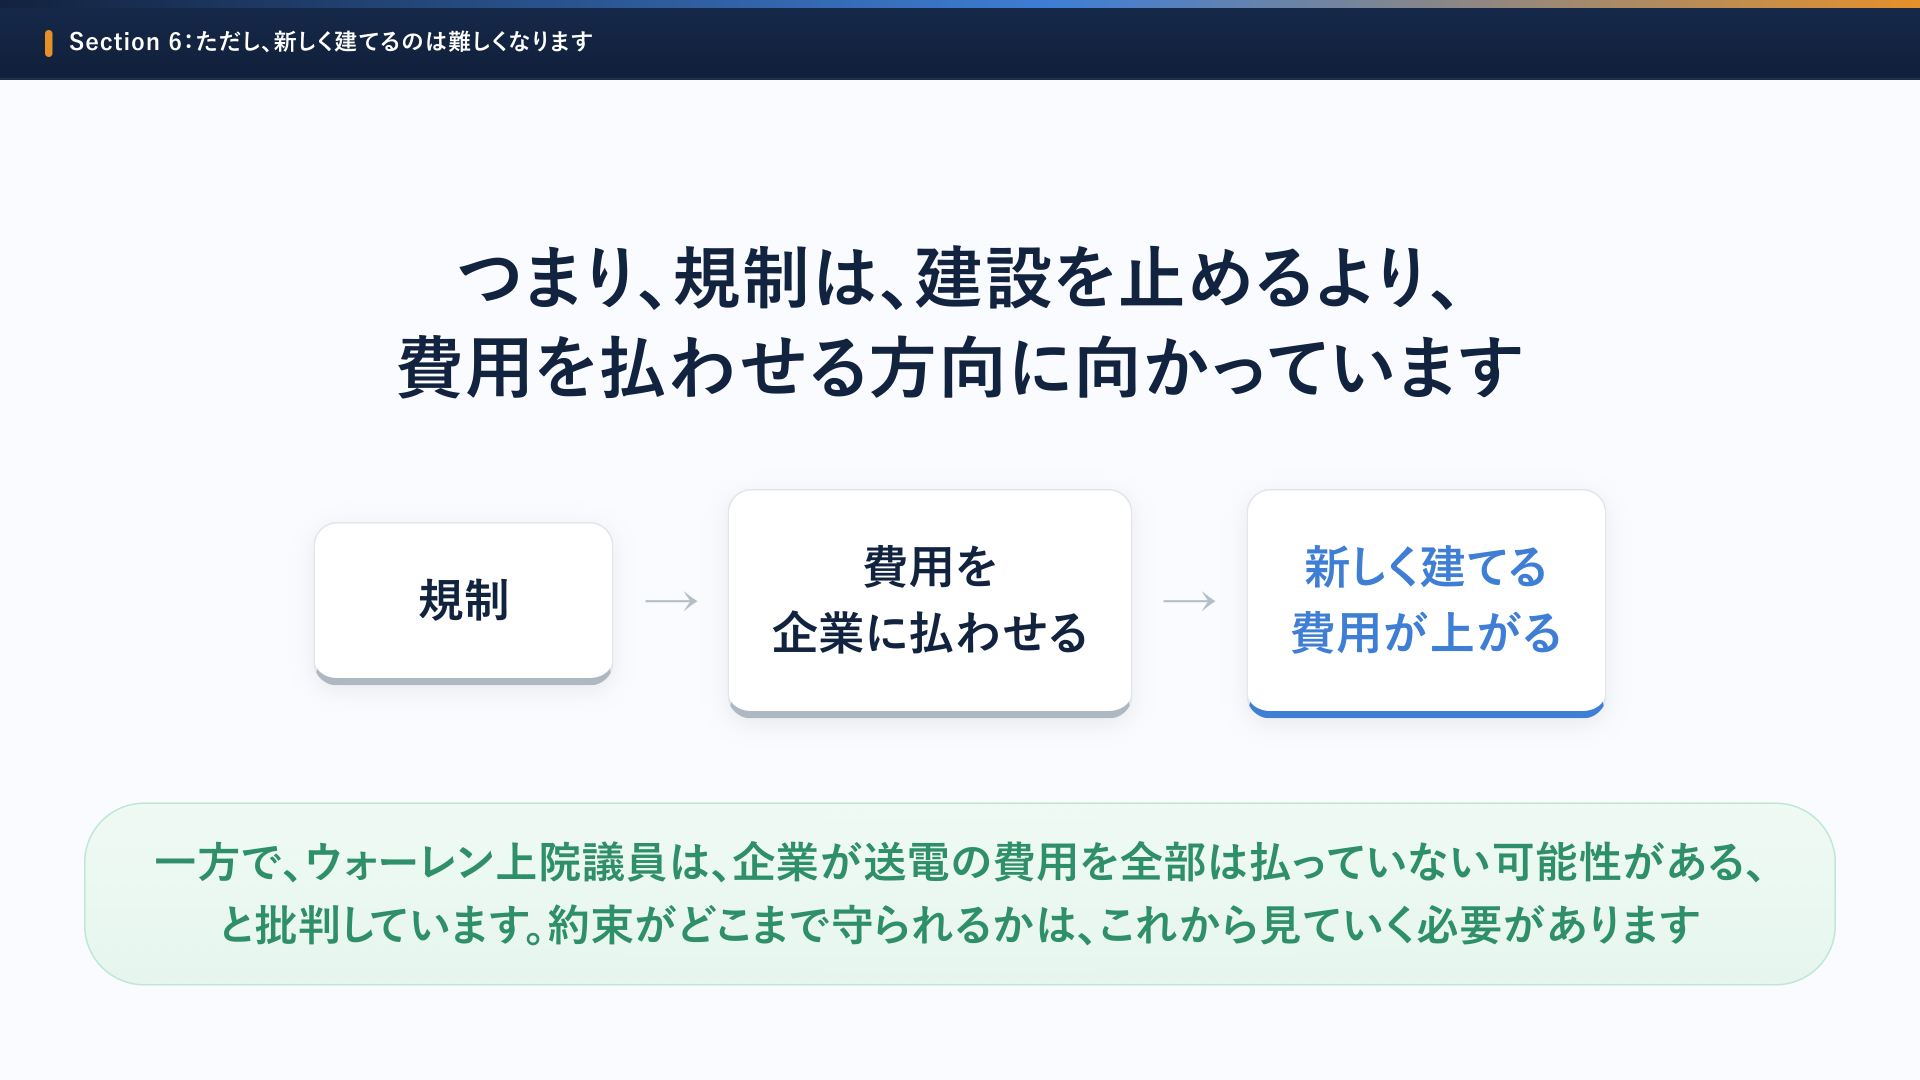 Section 6：ただし、新しく建てるのは難しくなります
つまり、規制は、建設を止めるより、
費用を払わせる方向に向かっています
規制
→
費用を
企業に払わせる
→
新しく建てる
費用が上がる
一方で、ウォーレン上院議員は、企業が送電の費用を全部は払っていない可能性がある、
と批判しています。約束がどこまで守られるかは、これから見ていく必要があります